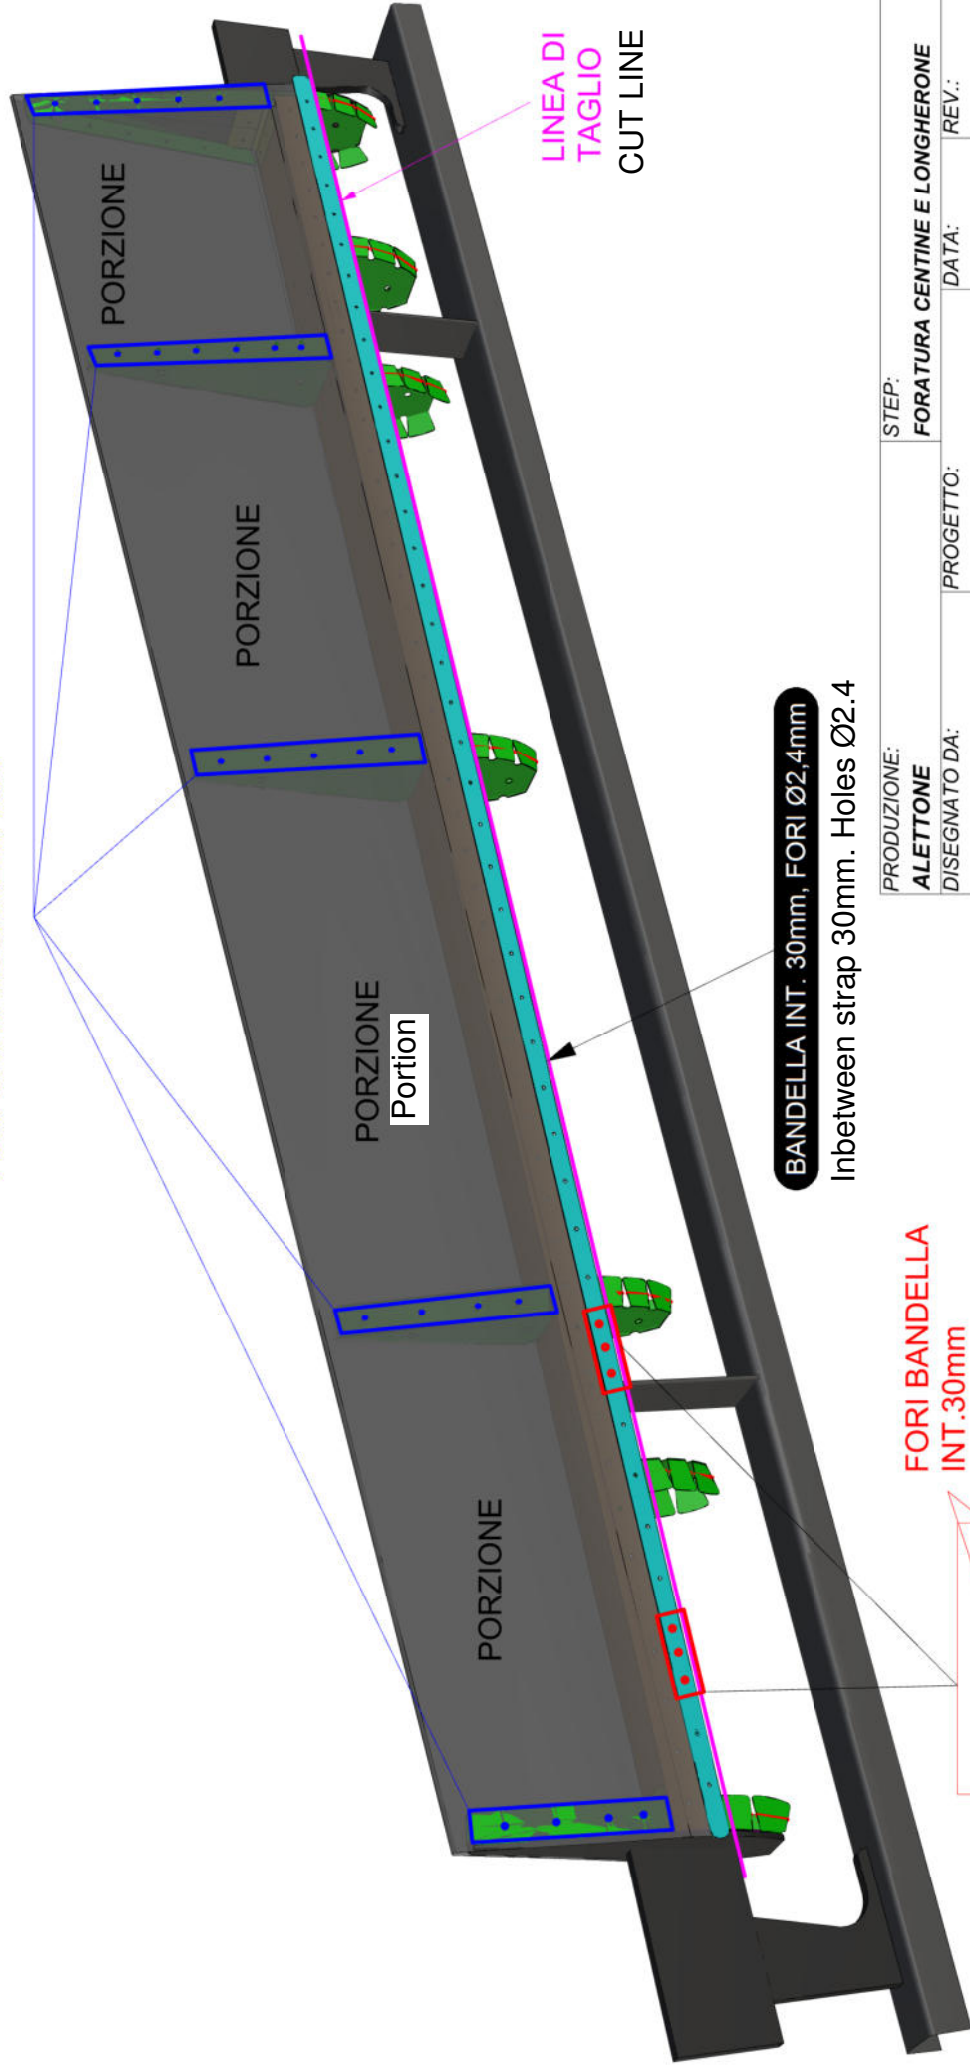 PORZIONE
PORZIONE
PORZIONE
Portion
PORZIONE
LINEA DI
TAGLIO
CUT LINE
BANDELLA INT. 30mm, FORI Ø2,4mm
Inbetween strap 30mm. Holes Ø2.4
FORI BANDELLA
INT.30mm
PRODUZIONE:
ALETTONE
STEP:
FORATURA CENTINE E LONGHERONE
DISEGNATO DA:
PROGETTO:
DATA:
REV.: